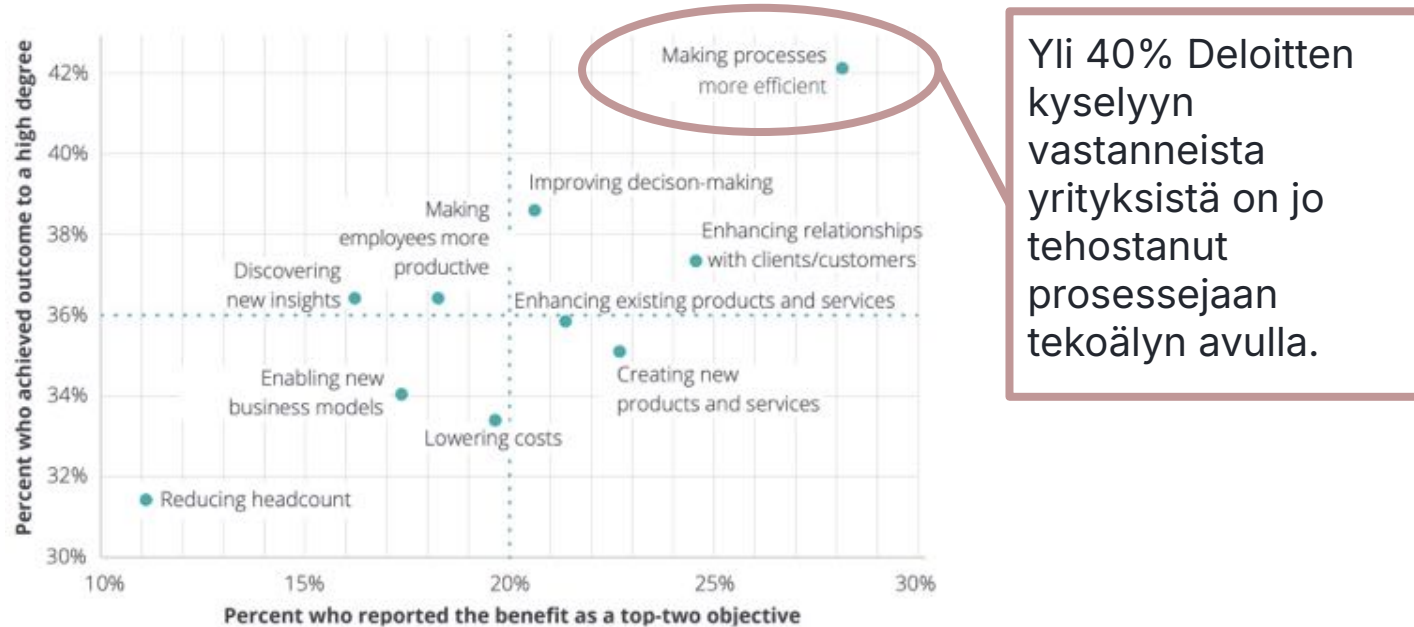 Percent who achieved outcome to a high degree
42%
40%
38%
36%
34%
32%
30%
Making processes
more efficient
Improving decison-making
Making
employees more
productive
Enhancing relationships
with clients/customers
Discovering
new insights
Enhancing existing products and services
Enabling new
business models
Creating new
products and services
Lowering costs
Reducing headcount
10%
15%
20%
25%
30%
Percent who reported the benefit as a top-two objective
Yli 40% Deloitten
kyselyyn
vastanneista
yrityksistä on jo
tehostanut
prosessejaan
tekoälyn avulla.